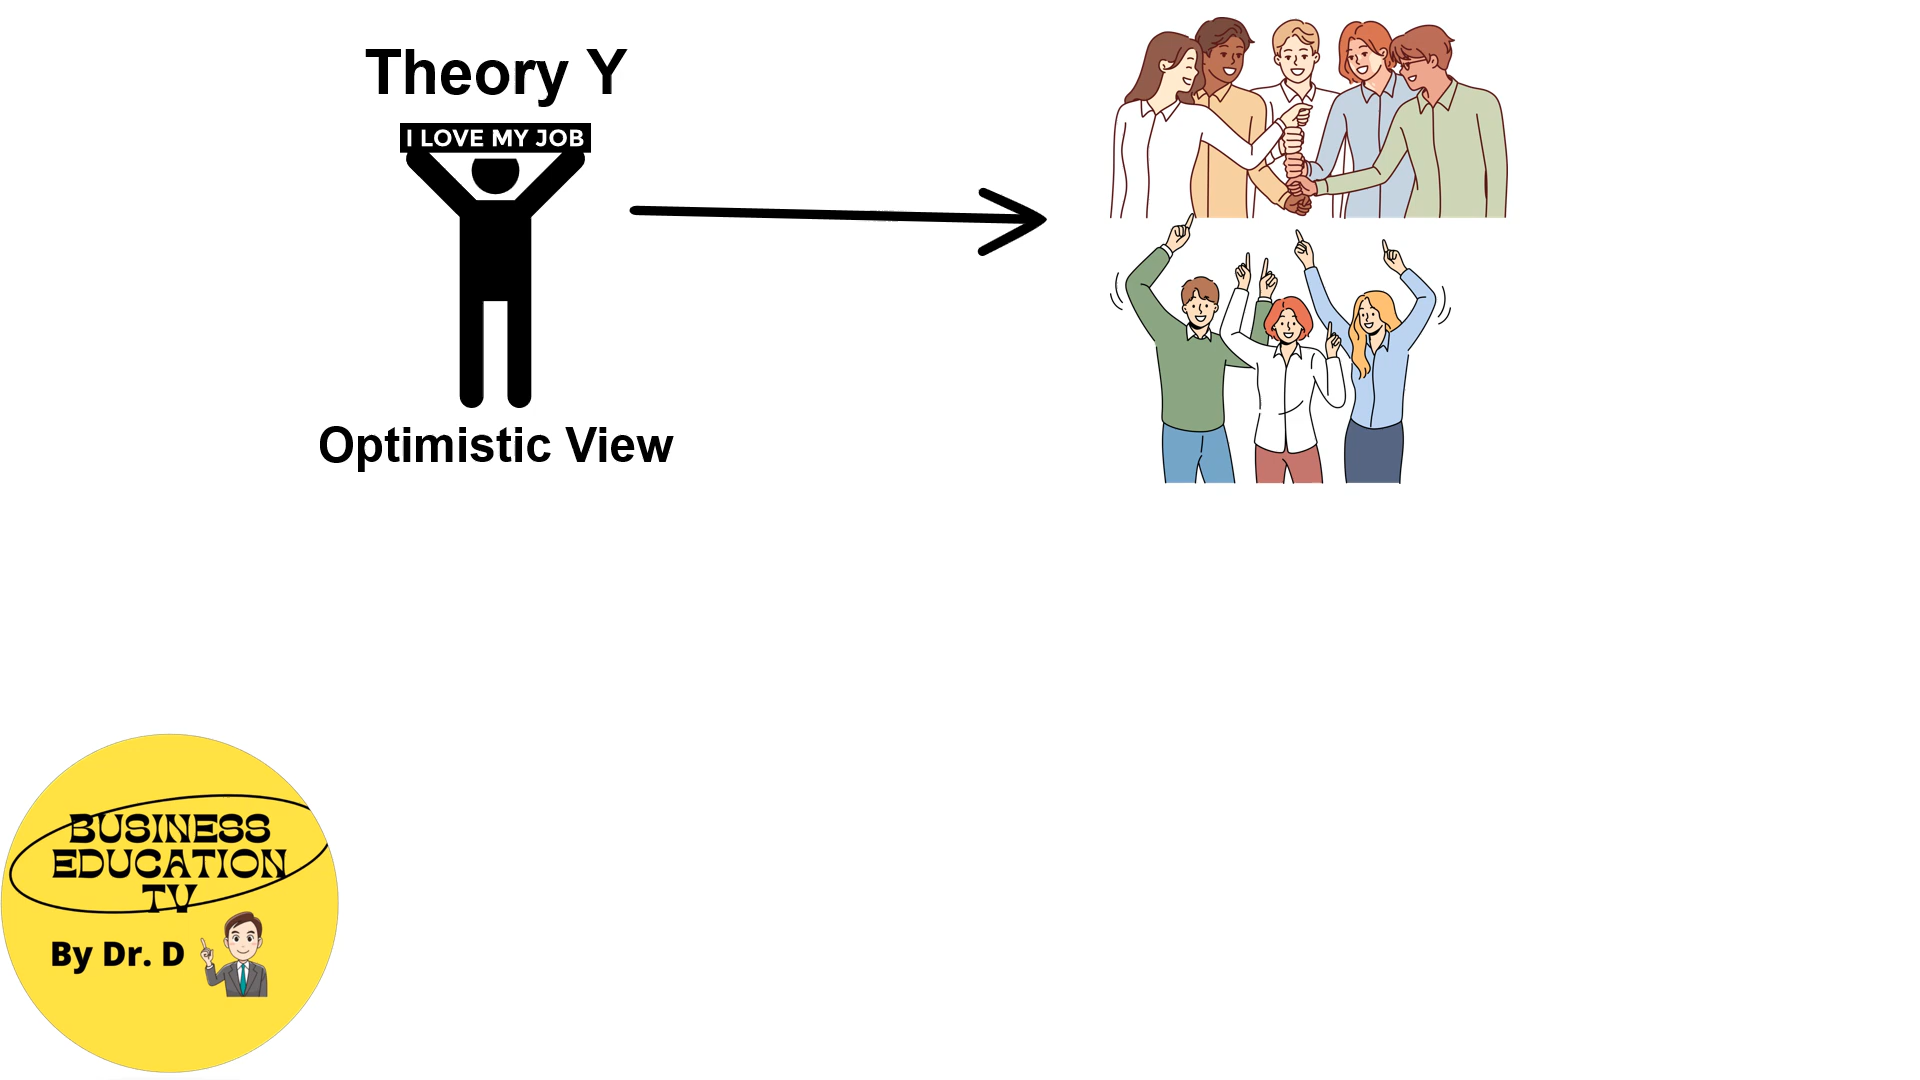 Theory Y
I LOVE MY JOB
Optimistic View
BUSINESS
EDUCATION
TV
By Dr. D